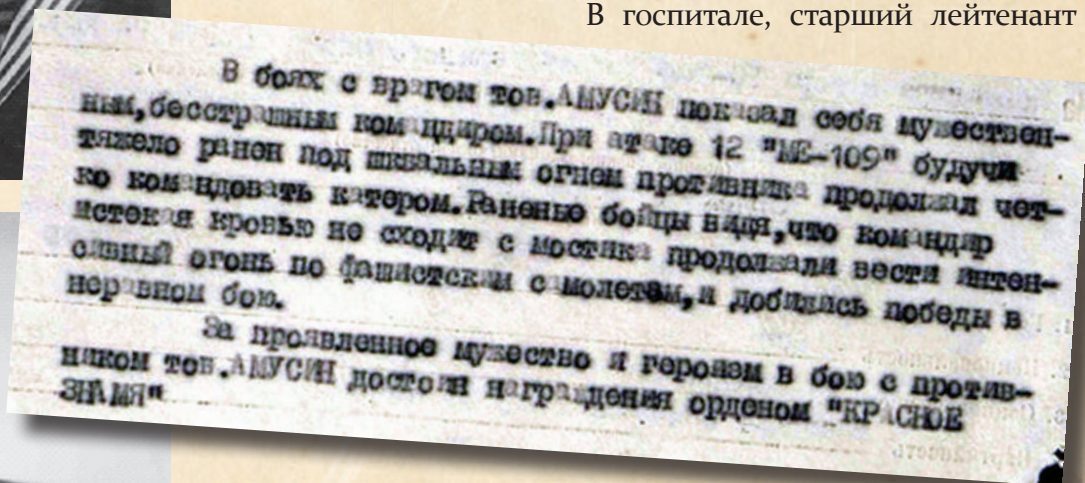 В госпитале, старший лейтенант
В боях с врагом тов.АМУСИН показал себя мужествен-
ным,бесстрашным командиром.При атаке 12 "МЕ-109" будучи
тяжело ранен под шквальным огнем противника продолжал чет-
ко командовать катером.Раненые бойцы видя,что командир
истекая кровью не сходит с мостика продолжали вести интен-
сивный огонь по фашистским самолетам,и добились победы в
неравном бою.
За проявленное мужество и героизм в бою с против-
ником тов.АМУСИН достоин награждения орденом "КРАСНОЕ
ЗНАМЯ"